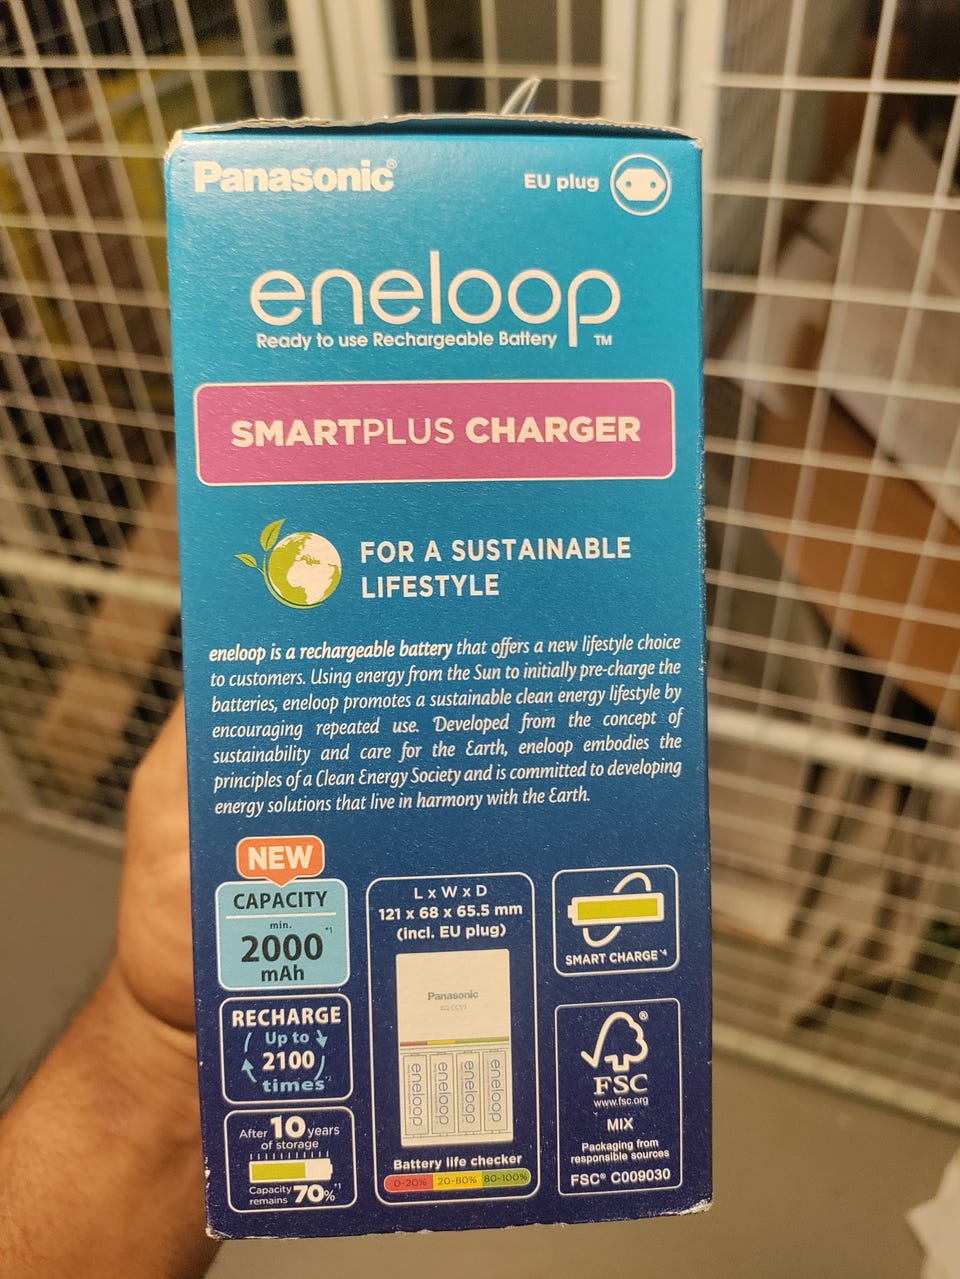 Panasonic®
EU plug
eneloop
Ready to use Rechargeable Battery
TM
SMARTPLUS CHARGER
FOR A SUSTAINABLE
LIFESTYLE
eneloop is a rechargeable battery that offers a new lifestyle choice
to customers. Using energy from the Sun to initially pre-charge the
batteries, eneloop promotes a sustainable clean energy lifestyle by
encouraging repeated use. Developed from the concept of
sustainability and care for the Earth, eneloop embodies the
principles of a Clean Energy Society and is committed to developing
energy solutions that live in harmony with the Earth.
NEW
CAPACITY
min.
2000*1
mAh
RECHARGE
Up to
2100
times*2
After 10 years
of storage
Capacity
remains 70%*1
L x W x D
121 x 68 x 65.5 mm
(incl. EU plug)
Panasonic
eneloop
eneloop
eneloop
eneloop
Battery life checker
0-20% 20-80% 80-100%
SMART CHARGE*4
®
FSC
www.fsc.org
MIX
Packaging from
responsible sources
FSC® C009030